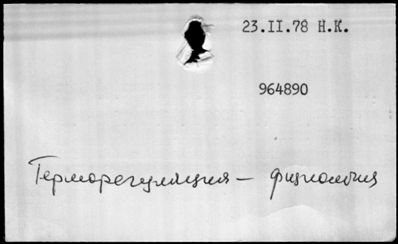 23.II.78 Н.К.
964890
Терморегуляция – физиология